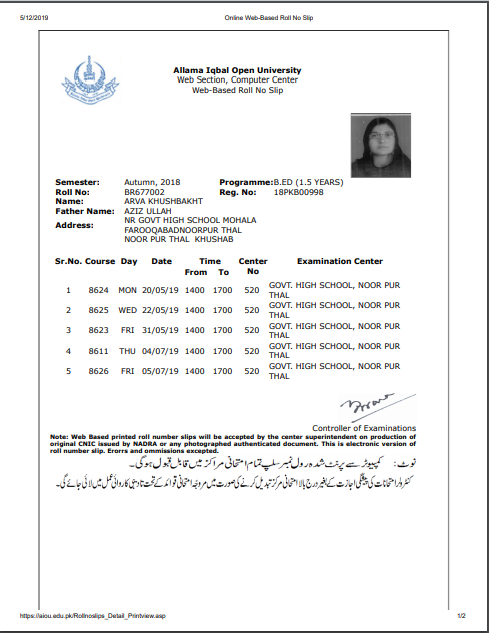 5/12/2019 Online Web-Based Roll No Slip
Allama Iqbal Open University
Web Section, Computer Center
Web-Based Roll No Slip
Semester: Autumn, 2018 Programme:B.ED (1.5 YEARS)
Roll No: BR677002 Reg. No: 18PKB00998
Name: ARVA KHUSHBAKHT
Father Name: AZIZ ULLAH
Address: NR GOVT HIGH SCHOOL MOHALA
FAROOQABADNOORPUR THAL
NOOR PUR THAL KHUSHAB
Sr.No. Course Day Date Time Center Examination Center
From To No
1 8624 MON 20/05/19 1400 1700 520 GOVT. HIGH SCHOOL, NOOR PUR
THAL
2 8625 WED 22/05/19 1400 1700 520 GOVT. HIGH SCHOOL, NOOR PUR
THAL
3 8623 FRI 31/05/19 1400 1700 520 GOVT. HIGH SCHOOL, NOOR PUR
THAL
4 8611 THU 04/07/19 1400 1700 520 GOVT. HIGH SCHOOL, NOOR PUR
THAL
5 8626 FRI 05/07/19 1400 1700 520 GOVT. HIGH SCHOOL, NOOR PUR
THAL
Controller of Examinations
Note: Web Based printed roll number slips will be accepted by the center superintendent on production of
original CNIC issued by NADRA or any photographed authenticated document. This is electronic version of
roll number slip. Erorrs and ommissions excepted.
نوٹ: کمپیوٹر سے پرنٹ شدہ رول نمبر سلپ تمام امتحانی مراکز میں قابل قبول ہوگی۔
کنٹرولر امتحانات کی پیشگی اجازت کے بغیر درج بالا امتحانی مرکز تبدیل کرنے کی صورت میں مروجہ امتحانی قوائد کے تحت تادیبی کاروائی عمل میں لائی جائے گی۔
https://aiou.edu.pk/Rollnoslips_Detail_Printview.asp 1/2